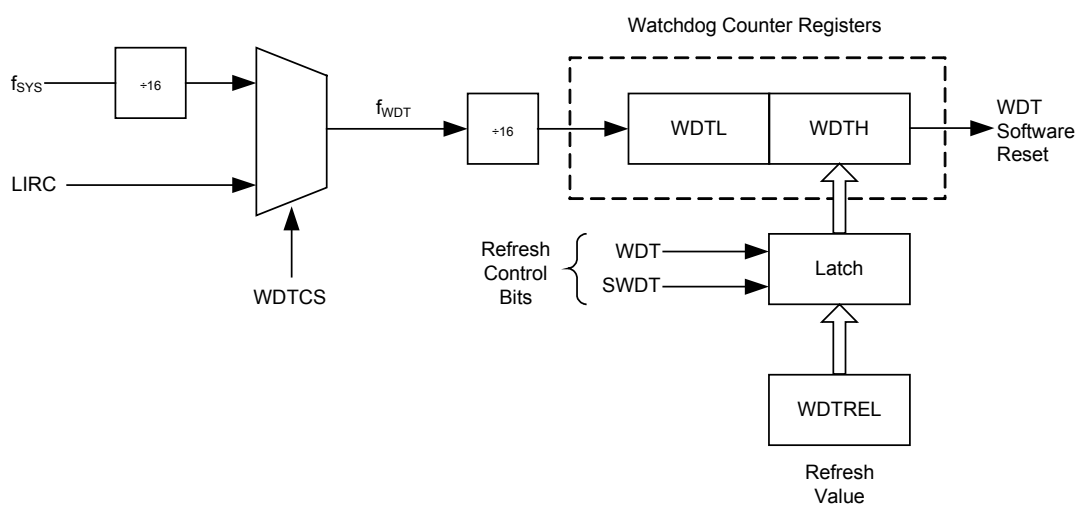 Watchdog Counter Registers
fSYS
÷16
fWDT
÷16
WDTL
WDTH
WDT
Software
Reset
LIRC
WDTCS
Refresh
Control
Bits
WDT
SWDT
Latch
WDTREL
Refresh
Value